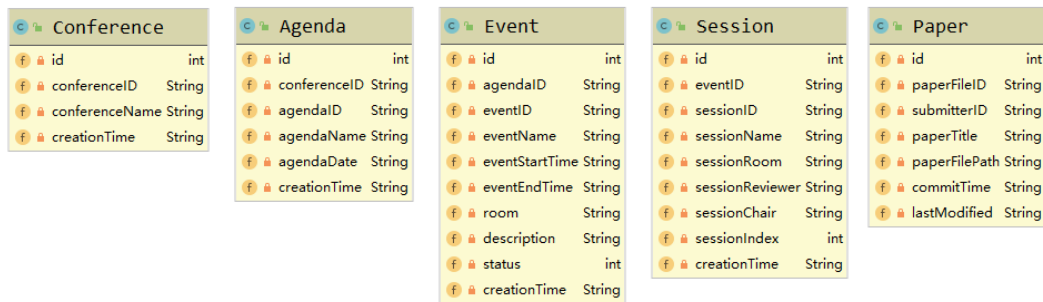 Conference
id int
conferenceID String
conferenceName String
creationTime String
Agenda
id int
conferenceID String
agendaID String
agendaName String
agendaDate String
creationTime String
Event
id int
agendaID String
eventID String
eventName String
eventStartTime String
eventEndTime String
room String
description String
status int
creationTime String
Session
id int
eventID String
sessionID String
sessionName String
sessionRoom String
sessionReviewer String
sessionChair String
sessionIndex int
creationTime String
Paper
id int
paperFileID String
submitterID String
paperTitle String
paperFilePath String
commitTime String
lastModified String